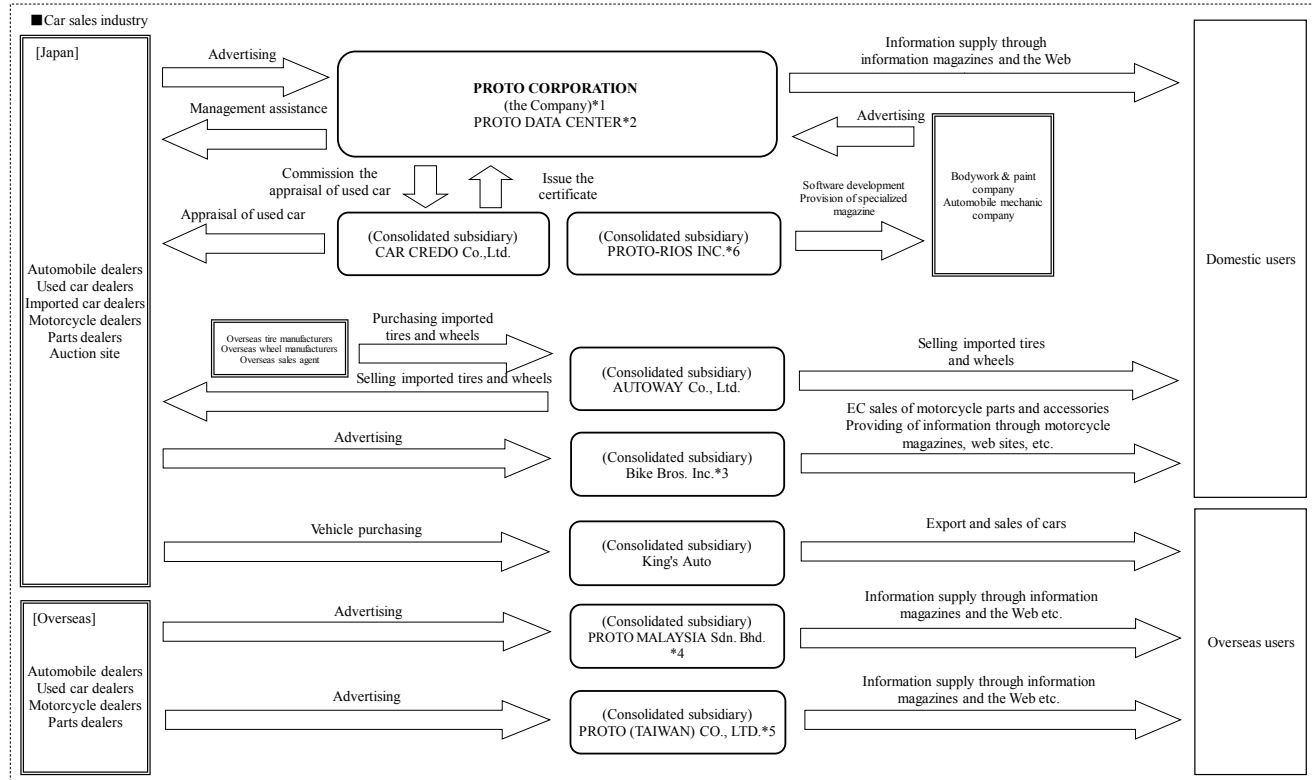 ■Car sales industry
[Japan]
Automobile dealers
Used car dealers
Imported car dealers
Motorcycle dealers
Parts dealers
Auction site
Advertising
Management assistance
PROTO CORPORATION
(the Company)*1
PROTO DATA CENTER*2
Information supply through
information magazines and the Web
Advertising
Commission the
appraisal of used car
Issue the
certificate
Appraisal of used car
(Consolidated subsidiary)
CAR CREDO Co.,Ltd.
(Consolidated subsidiary)
PROTO-RIOS INC.*6
Software development
Provision of specialized
magazine
Bodywork & paint
company
Automobile mechanic
company
Domestic users
Overseas tire manufacturers
Overseas wheel manufacturers
Overseas sales agent
Purchasing imported
tires and wheels
Selling imported tires and wheels
(Consolidated subsidiary)
AUTOWAY Co., Ltd.
Selling imported tires
and wheels
Advertising
(Consolidated subsidiary)
Bike Bros. Inc.*3
EC sales of motorcycle parts and accessories
Providing of information through motorcycle
magazines, web sites, etc.
Vehicle purchasing
(Consolidated subsidiary)
King's Auto
Export and sales of cars
[Overseas]
Automobile dealers
Used car dealers
Motorcycle dealers
Parts dealers
Advertising
(Consolidated subsidiary)
PROTO MALAYSIA Sdn. Bhd.
*4
Information supply through information
magazines and the Web etc.
Overseas users
Advertising
(Consolidated subsidiary)
PROTO (TAIWAN) CO., LTD.*5
Information supply through information
magazines and the Web etc.